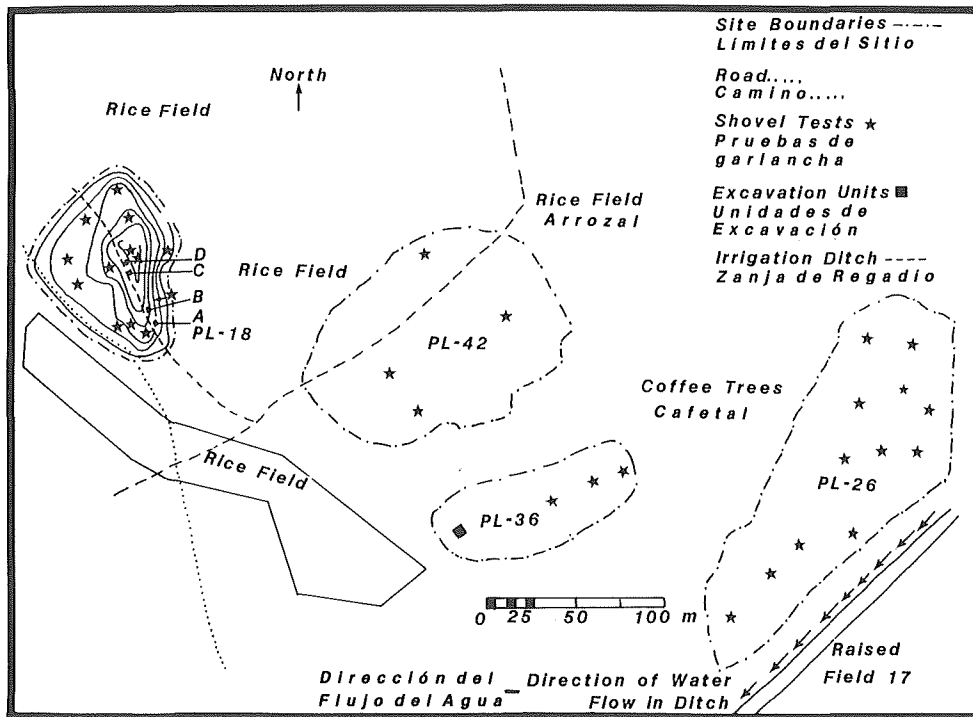 Site Boundaries
Límites del Sitio
Road.....
Camino.....
Shovel Tests
Pruebas de
garlancha
Excavation Units
Unidades de
Excavación
Irrigation Ditch
Zanja de Regadío
North
Rice Field
Rice Field
Arrozal
Rice Field
D
C
B
A
PL-18
PL-42
Coffee Trees
Cafetal
Rice Field
PL-36
PL-26
0 25 50 100 m
Raised
Field 17
Dirección del
Flujo del Agua
Direction of Water
Flow in Ditch